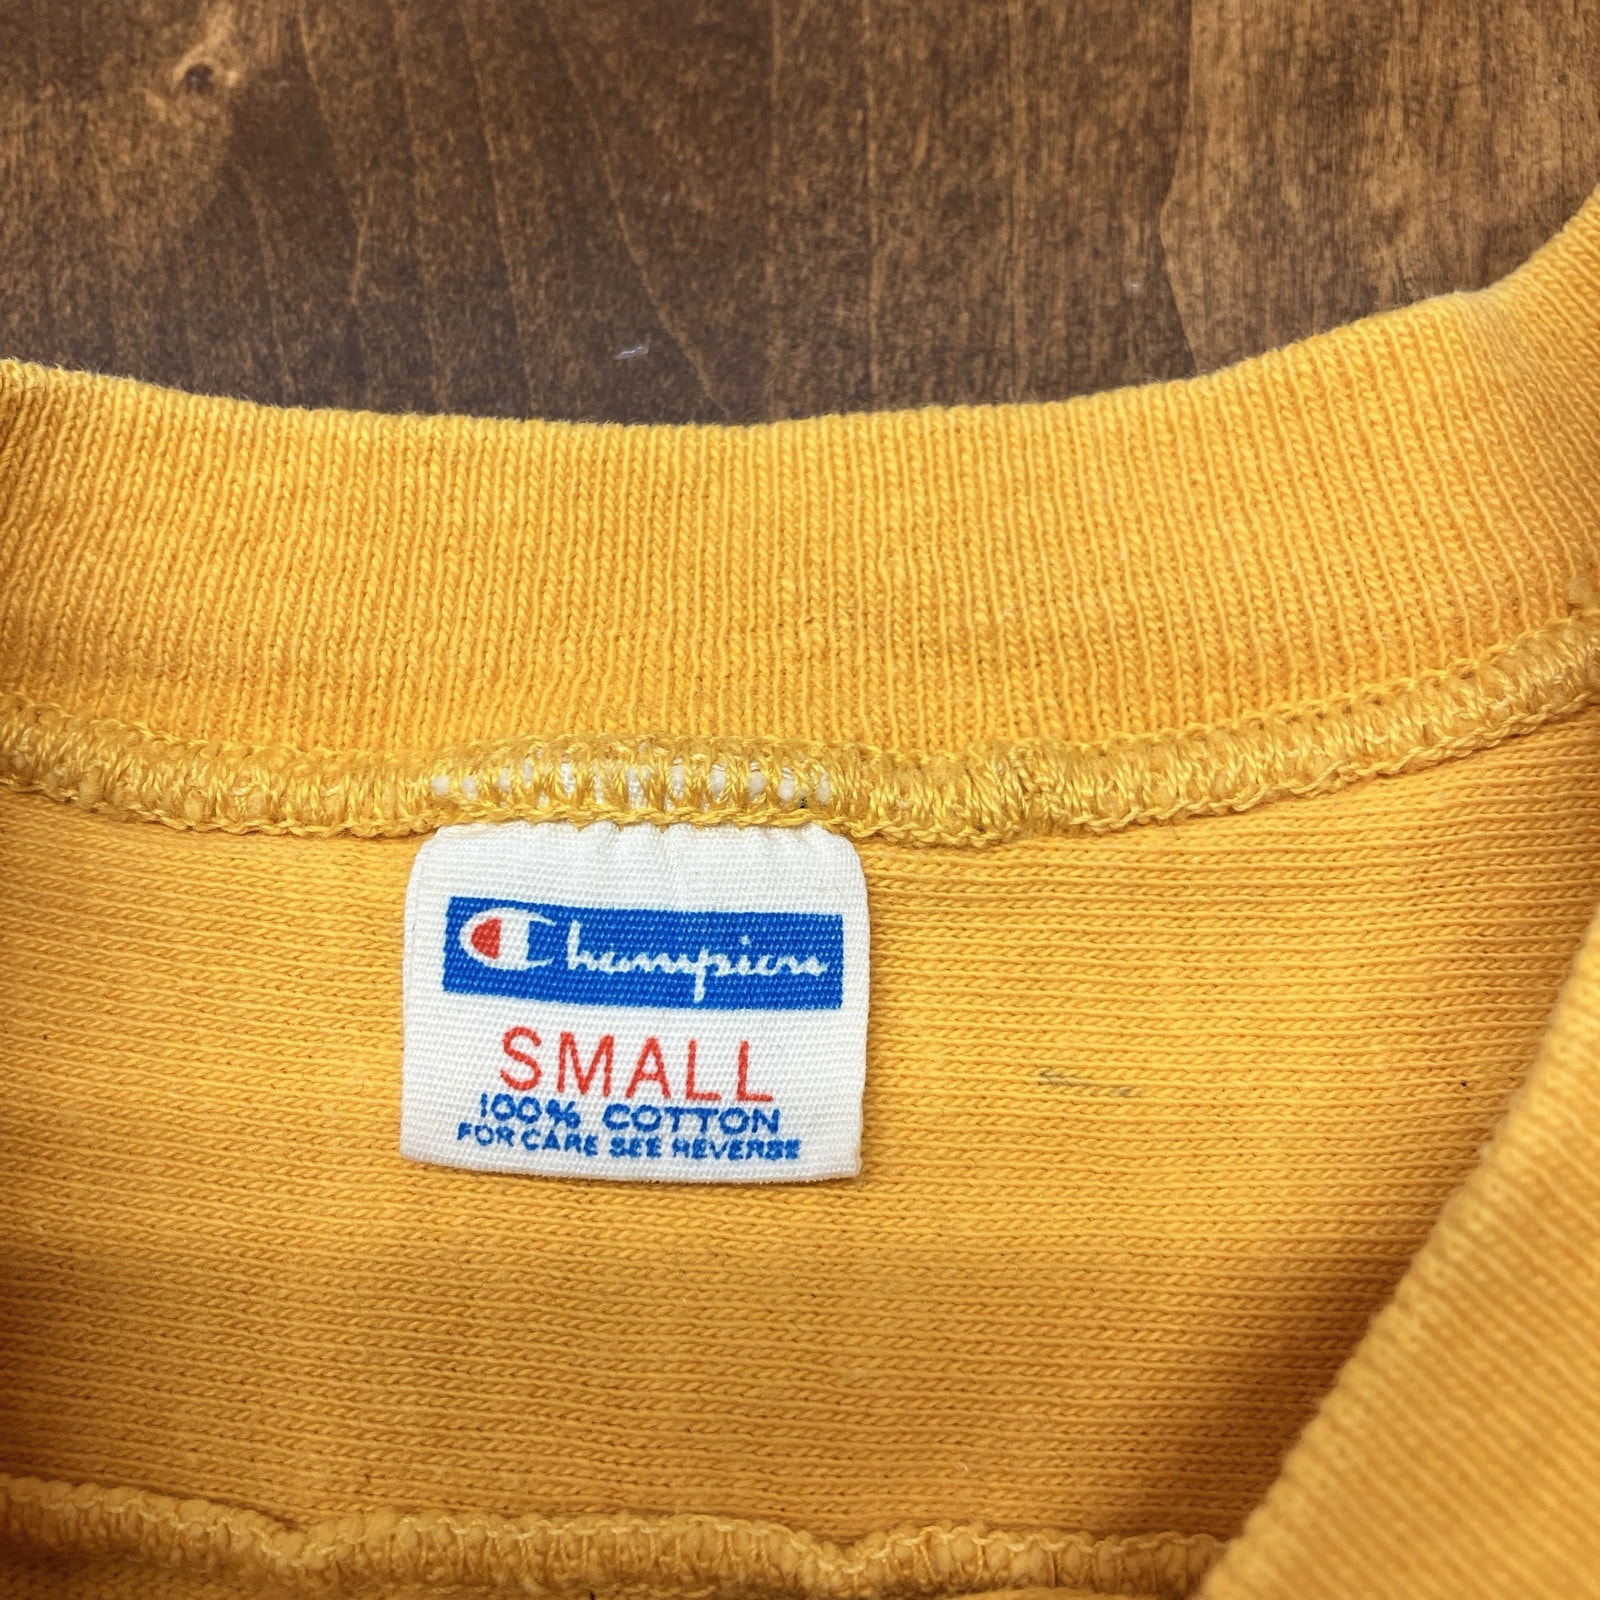 Champion
SMALL
100% COTTON
FOR CARE SEE REVERSE